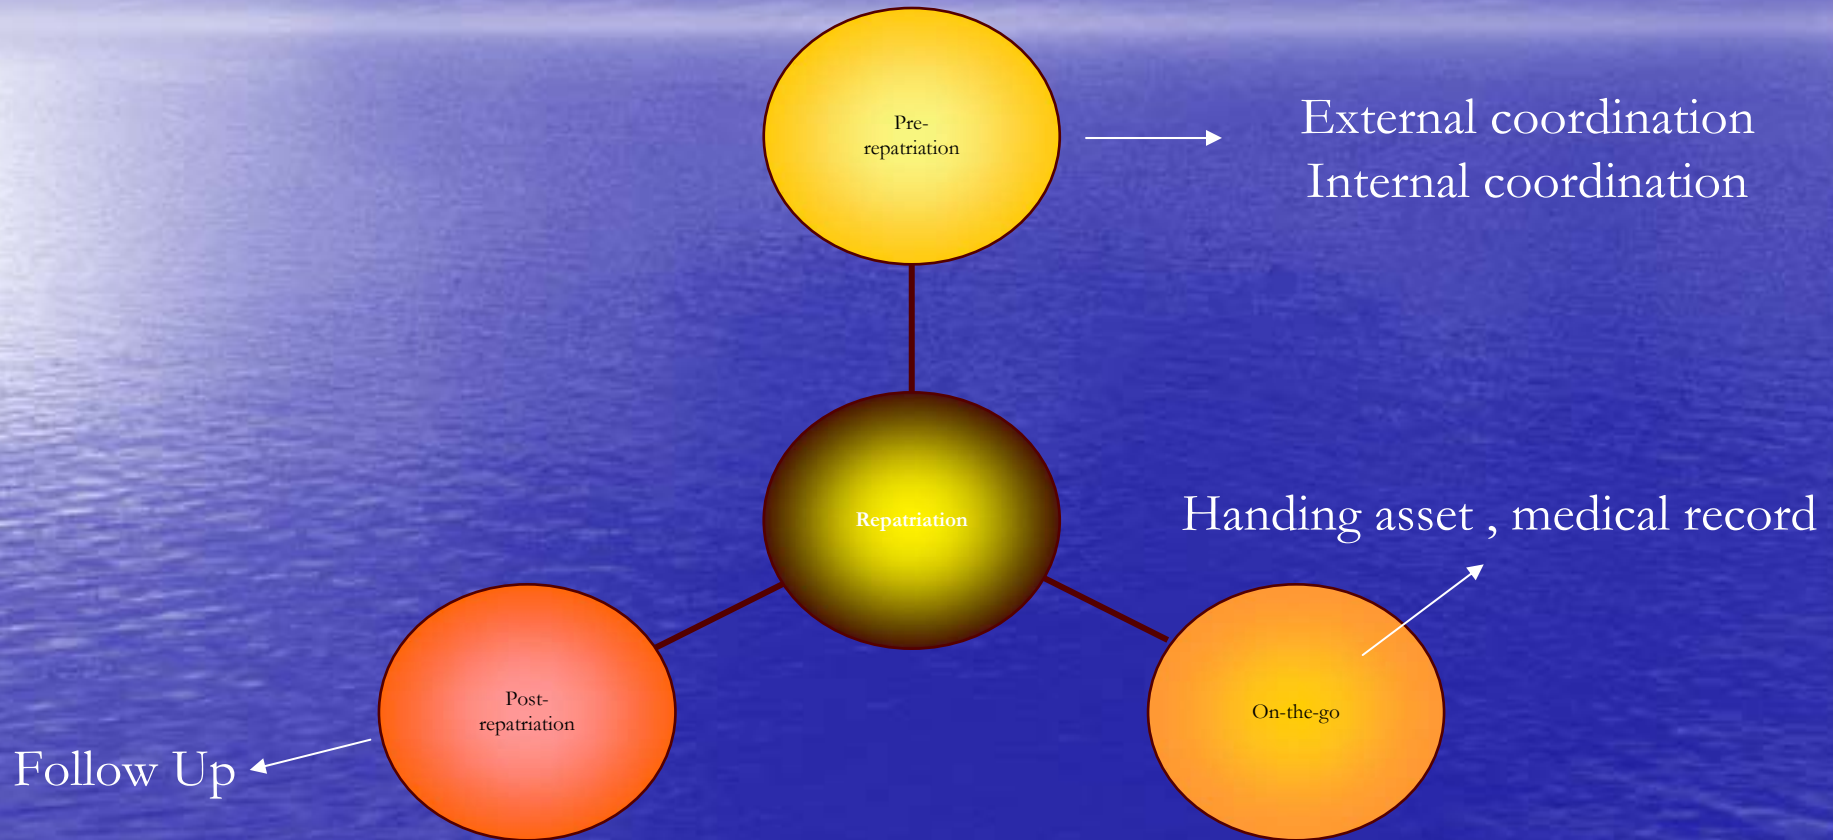 Pre-
repatriation
External coordination
Internal coordination
Repatriation
Handing asset , medical record
Post-
repatriation
On-the-go
Follow Up